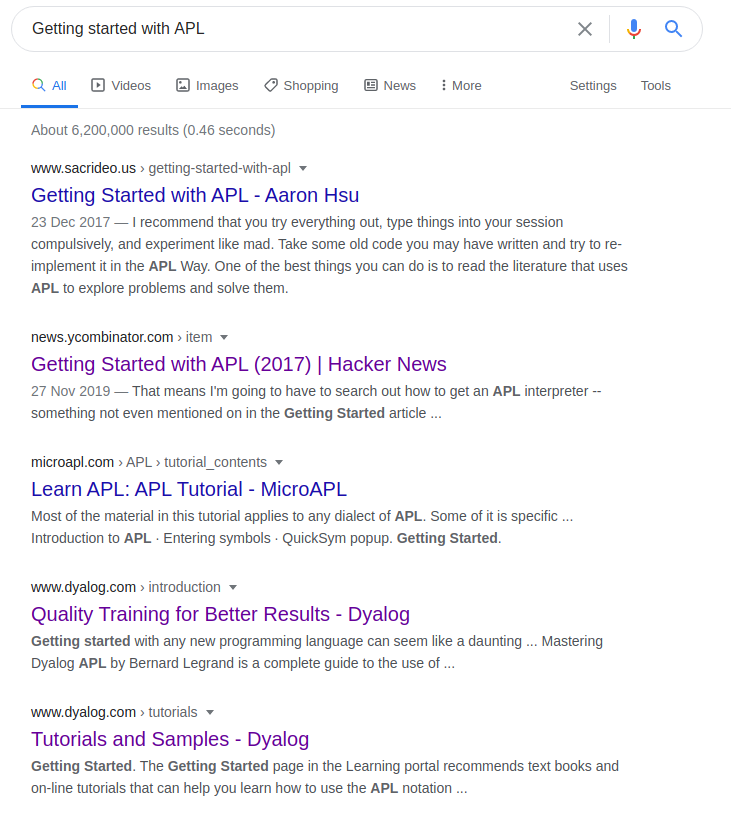 Getting started with APL
All Videos Images Shopping News More Settings Tools
About 6,200,000 results (0.46 seconds)
www.sacrideo.us › getting-started-with-apl
Getting Started with APL - Aaron Hsu
23 Dec 2017 — I recommend that you try everything out, type things into your session
compulsively, and experiment like mad. Take some old code you may have written and try to re-
implement it in the APL Way. One of the best things you can do is to read the literature that uses
APL to explore problems and solve them.
news.ycombinator.com › item
Getting Started with APL (2017) | Hacker News
27 Nov 2019 — That means I'm going to have to search out how to get an APL interpreter --
something not even mentioned on in the Getting Started article ...
microapl.com › APL › tutorial_contents
Learn APL: APL Tutorial - MicroAPL
Most of the material in this tutorial applies to any dialect of APL. Some of it is specific ...
Introduction to APL · Entering symbols · QuickSym popup. Getting Started.
www.dyalog.com › introduction
Quality Training for Better Results - Dyalog
Getting started with any new programming language can seem like a daunting ... Mastering
Dyalog APL by Bernard Legrand is a complete guide to the use of ...
www.dyalog.com › tutorials
Tutorials and Samples - Dyalog
Getting Started. The Getting Started page in the Learning portal recommends text books and
on-line tutorials that can help you learn how to use the APL notation ...